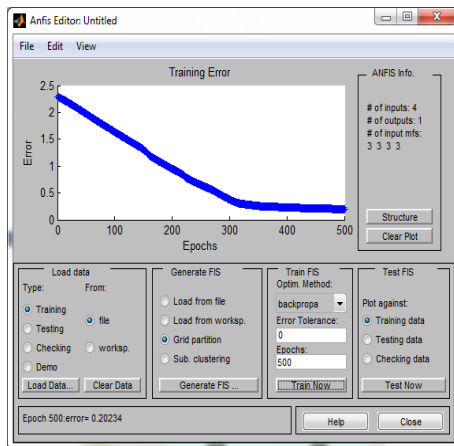 Anfis Editor: Untitled
File Edit View
Training Error
2.5
2
1.5
1
0.5
0
Error
0 100 200 300 400 500
Epochs
ANFIS Info.
# of inputs: 4
# of outputs: 1
# of input mfs:
3 3 3 3
Structure
Clear Plot
Load data
Type: From:
Training
Testing
Checking
Demo
file
worksp.
Load Data... Clear Data
Generate FIS
Load from file
Load from worksp.
Grid partition
Sub. clustering
Generate FIS ...
Train FIS
Optim. Method:
backpropa
Error Tolerance:
0
Epochs:
500
Train Now
Test FIS
Plot against:
Training data
Testing data
Checking data
Test Now
Epoch 500:error= 0.20234
Help Close